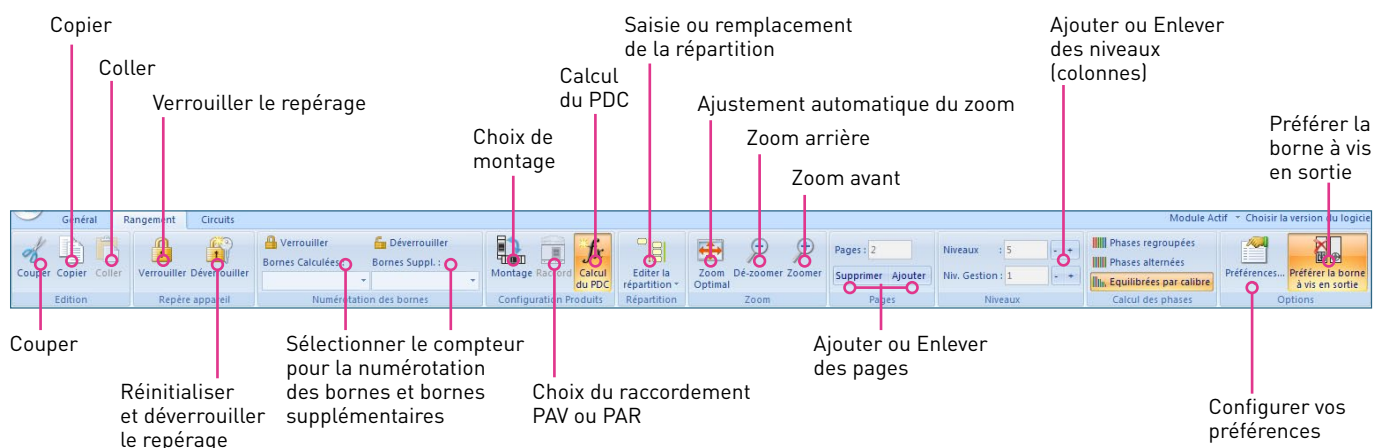 Copier
Coller
Verrouiller le repérage
Choix de
montage
Calcul
du PDC
Saisie ou remplacement
de la répartition
Ajustement automatique du zoom
Zoom arrière
Zoom avant
Ajouter ou Enlever
des niveaux
(colonnes)
Préférer la
borne à vis
en sortie
Général Rangement Circuits
Module Actif Choisir la version du logicie
Couper Copier Coller
Edition
Verrouiller Déverrouiller
Repère appareil
Verrouiller Déverrouiller
Bornes Calculées : Bornes Suppl. :
Numérotation des bornes
Montage Raccord Calcul
du PDC
Configuration Produits
Editer la
répartition
Répartition
Zoom
Optimal
Dé-zoomer Zoomer
Zoom
Pages : 2
Supprimer Ajouter
Pages
Niveaux : 5 - +
Niv. Gestion : 1 - +
Niveaux
Phases regroupées
Phases alternées
Equilibrées par calibre
Calcul des phases
Préférences...
Préférer la borne
à vis en sortie
Options
Couper
Réinitialiser
et déverrouiller
le repérage
Sélectionner le compteur
pour la numérotation
des bornes et bornes
supplémentaires
Choix du raccordement
PAV ou PAR
Ajouter ou Enlever
des pages
Configurer vos
préférences